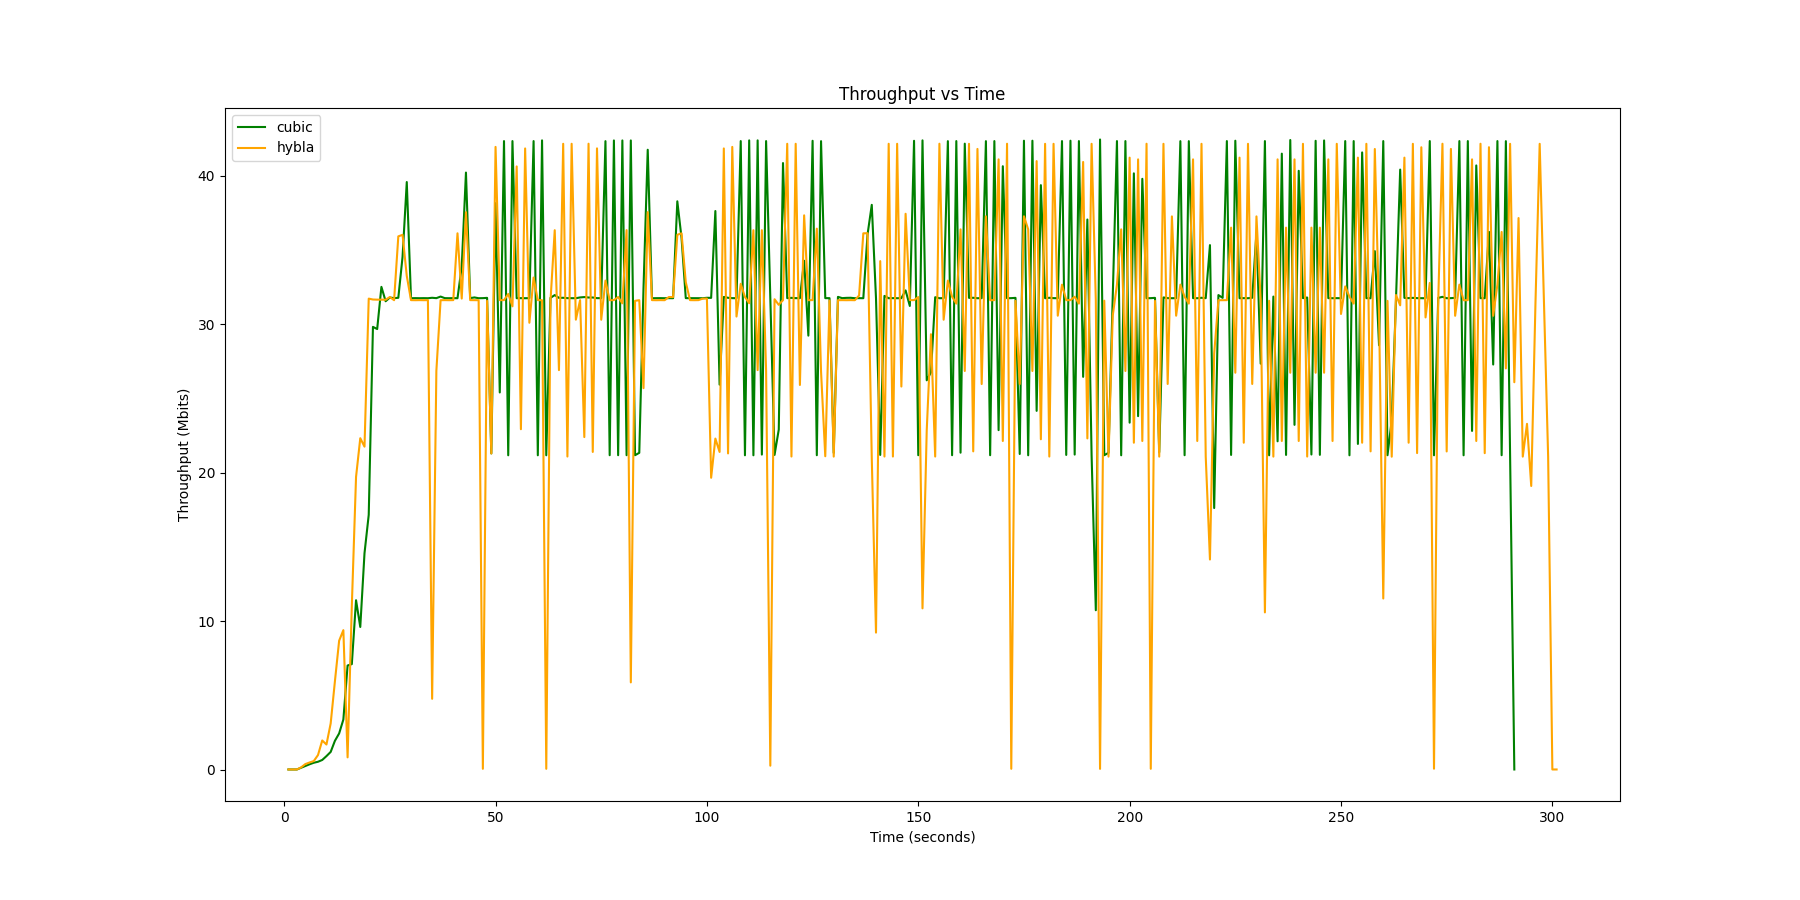 Throughput vs Time
cubic
hybla
Throughput (Mbits)
40
30
20
10
0
0 50 100 150 200 250 300
Time (seconds)